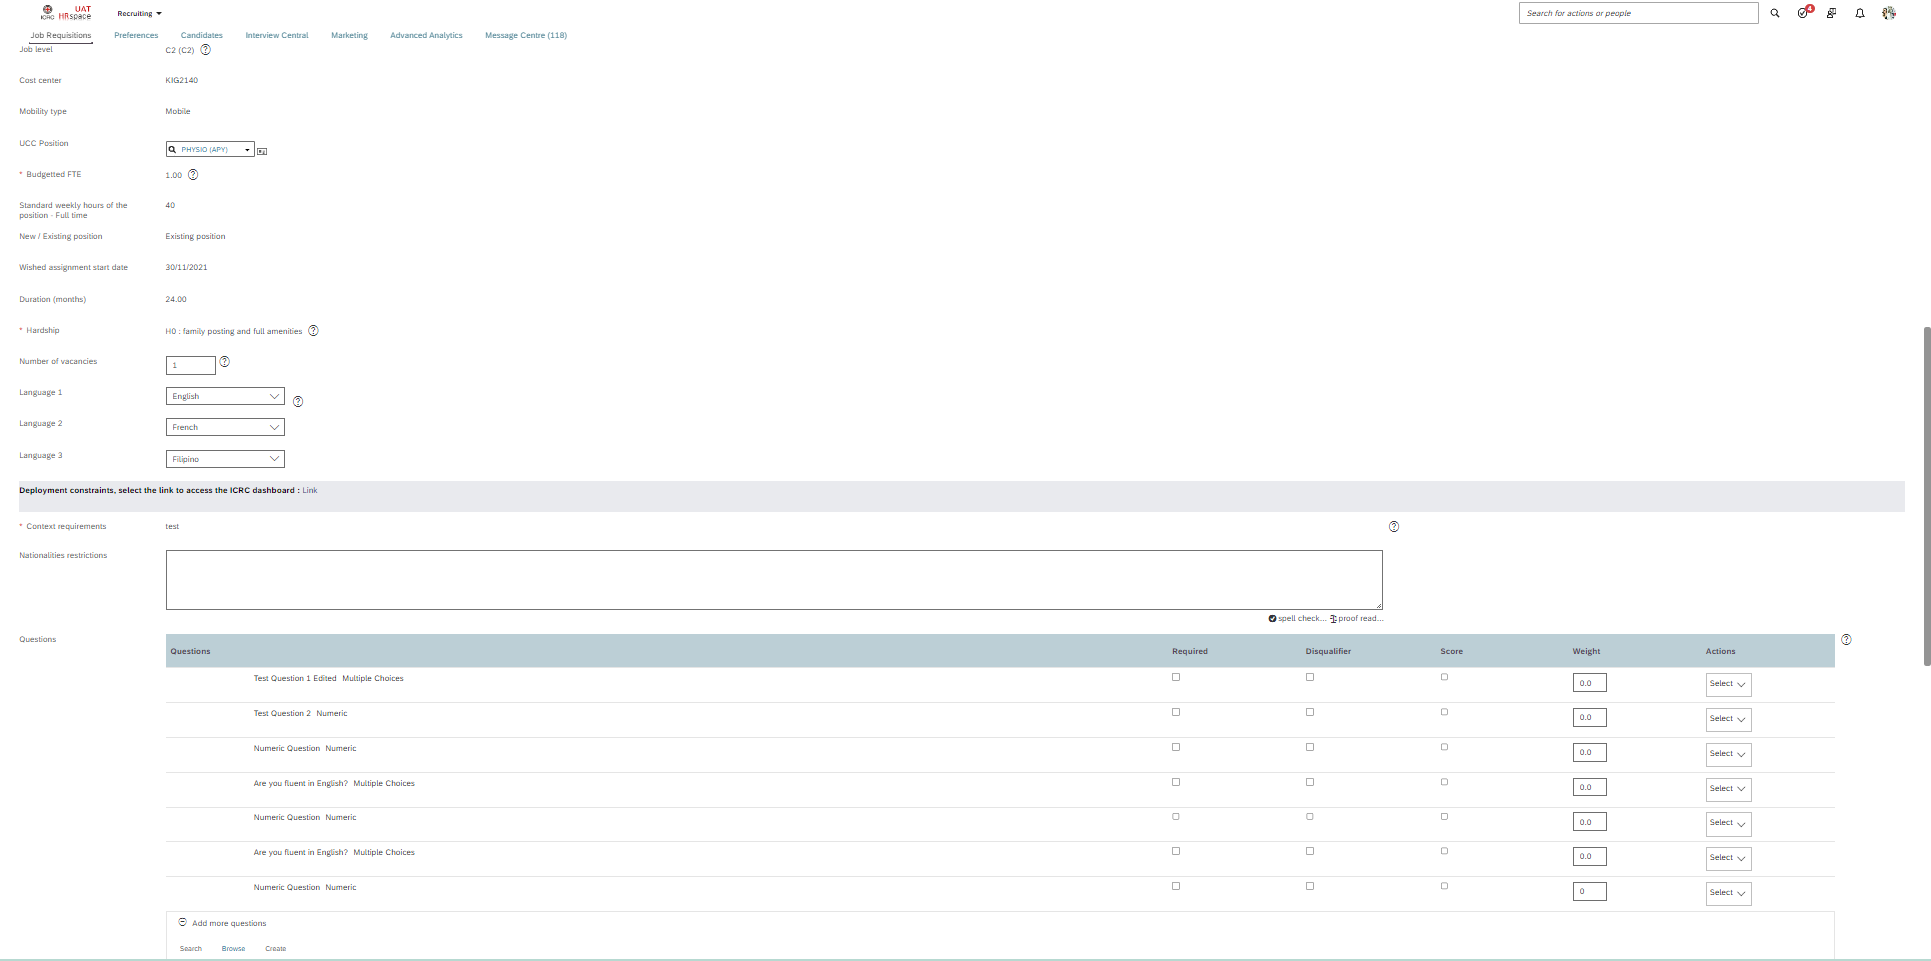 ICRC UAT HRspace Recruiting Search for actions or people 4
Job Requisitions Preferences Candidates Interview Central Marketing Advanced Analytics Message Centre (118)
Job level C2 (C2) ?
Cost center KIG2140
Mobility type Mobile
UCC Position PHYSIO (APY)
* Budgetted FTE 1.00 ?
Standard weekly hours of the position - Full time 40
New / Existing position Existing position
Wished assignment start date 30/11/2021
Duration (months) 24.00
* Hardship H0 : family posting and full amenities ?
Number of vacancies 1 ?
Language 1 English ?
Language 2 French
Language 3 Filipino
Deployment constraints, select the link to access the ICRC dashboard : Link
* Context requirements test ?
Nationalities restrictions
spell check... proof read...
Questions ?
Questions Required Disqualifier Score Weight Actions
Test Question 1 Edited Multiple Choices 0.0 Select
Test Question 2 Numeric 0.0 Select
Numeric Question Numeric 0.0 Select
Are you fluent in English? Multiple Choices 0.0 Select
Numeric Question Numeric 0.0 Select
Are you fluent in English? Multiple Choices 0.0 Select
Numeric Question Numeric 0 Select
Add more questions
Search Browse Create